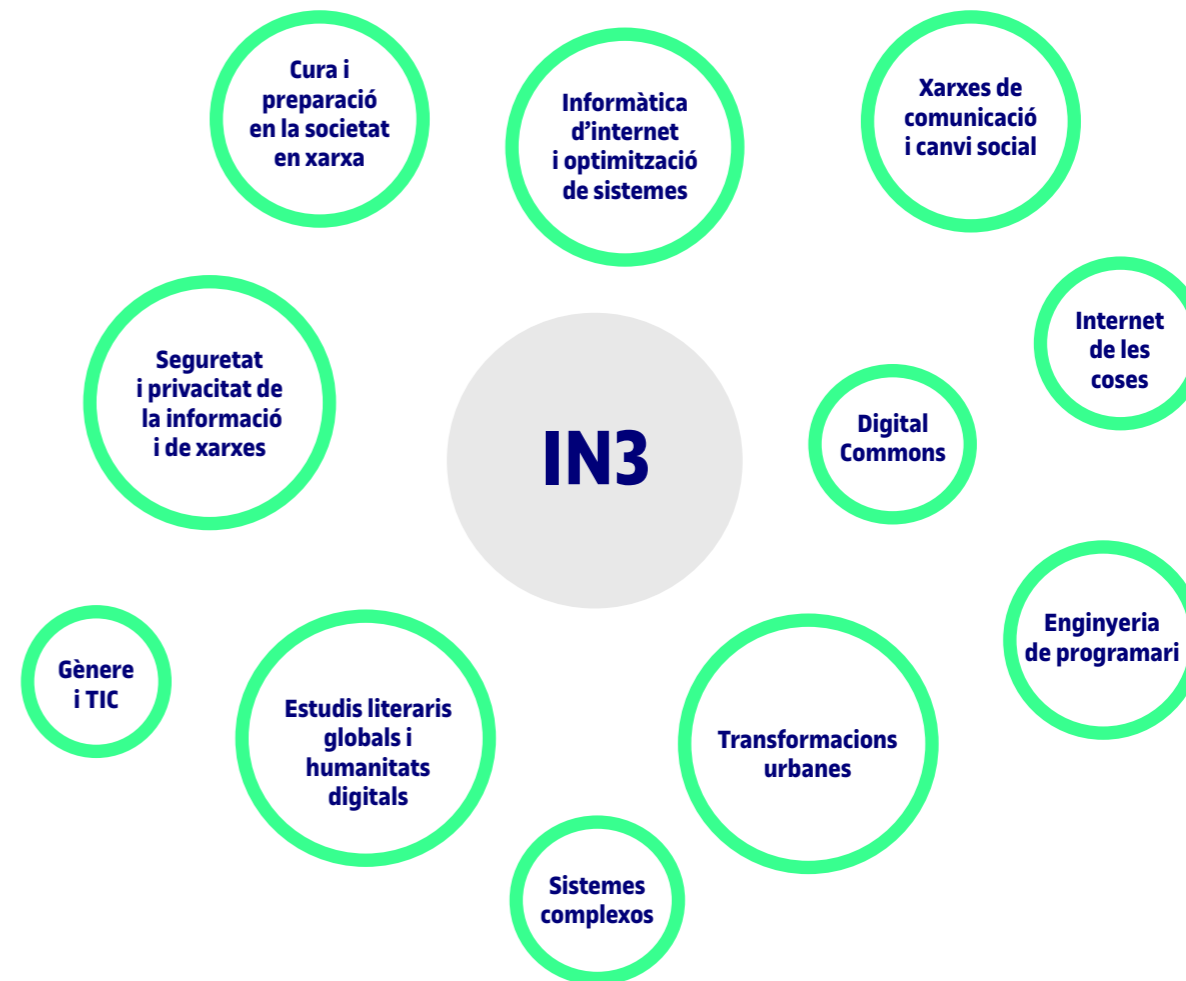 Cura i
preparació
en la societat
en xarxa
Informàtica
d'internet
i optimització
de sistemes
Xarxes de
comunicació
i canvi social
Internet
de les
coses
Seguretat
i privacitat de
la informació
i de xarxes
IN3
Digital
Commons
Enginyeria
de programari
Gènere
i TIC
Estudis literaris
globals i
humanitats
digitals
Transformacions
urbanes
Sistemes
complexos